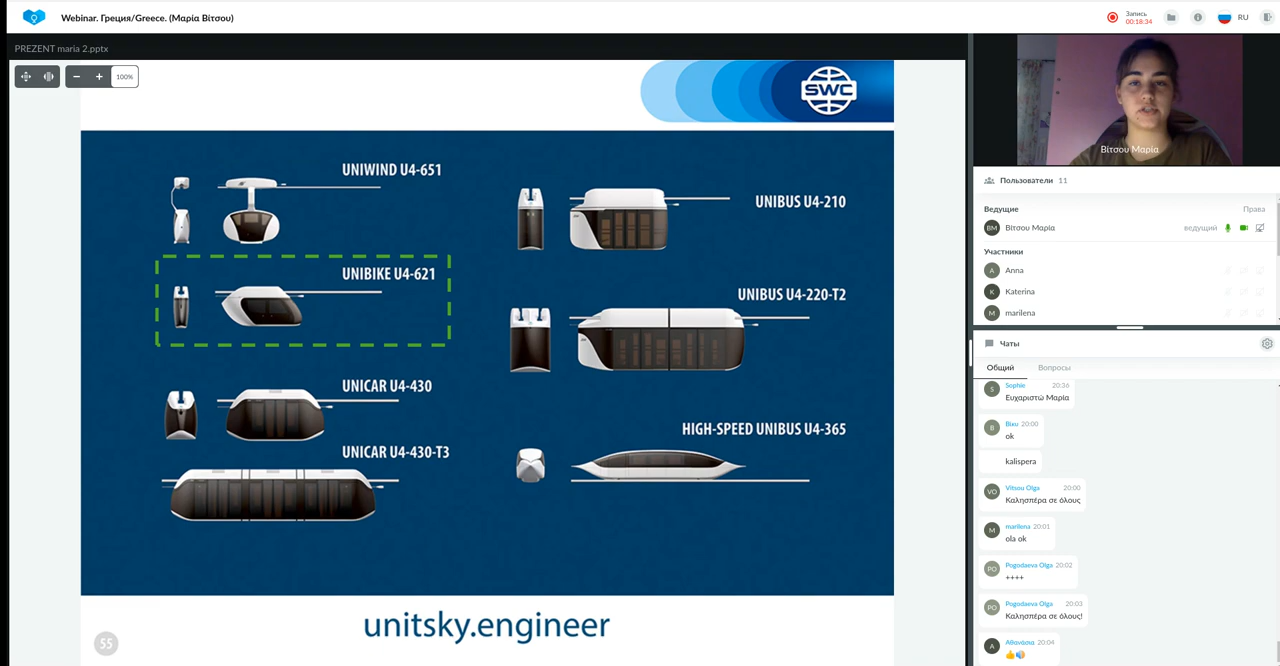 Webinar. Греция/Greece. (Μαρία Βίτσου)
Запись
00:18:34
RU
PREZENT maria 2.pptx
100%
SWC
UNIWIND U4-651
UNIBIKE U4-621
UNICAR U4-430
UNICAR U4-430-T3
UNIBUS U4-210
UNIBUS U4-220-T2
HIGH-SPEED UNIBUS U4-365
unitsky.engineer
55
Βίτσου Μαρία
Пользователи 11
Ведущие Права
ΒΜ Βίτσου Μαρία ведущий
Участники
A Anna
K Katerina
M marilena
Чаты
Общий Вопросы
S Sophie 20:36
Ευχαριστώ Μαρία
B Bixu 20:00
ok
kalispera
VO Vitsou Olga 20:00
Καλησπέρα σε όλους
M marilena 20:01
ola ok
PO Pogodaeva Olga 20:02
++++
PO Pogodaeva Olga 20:03
Καλησπέρα σε όλους!
Α Αθανάσια 20:04